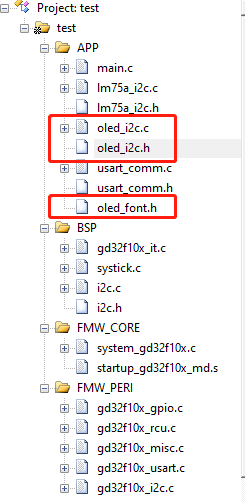 Project: test
test
APP
main.c
lm75a_i2c.c
lm75a_i2c.h
oled_i2c.c
oled_i2c.h
usart_comm.c
usart_comm.h
oled_font.h
BSP
gd32f10x_it.c
systick.c
i2c.c
i2c.h
FMW_CORE
system_gd32f10x.c
startup_gd32f10x_md.s
FMW_PERI
gd32f10x_gpio.c
gd32f10x_rcu.c
gd32f10x_misc.c
gd32f10x_usart.c
gd32f10x_i2c.c